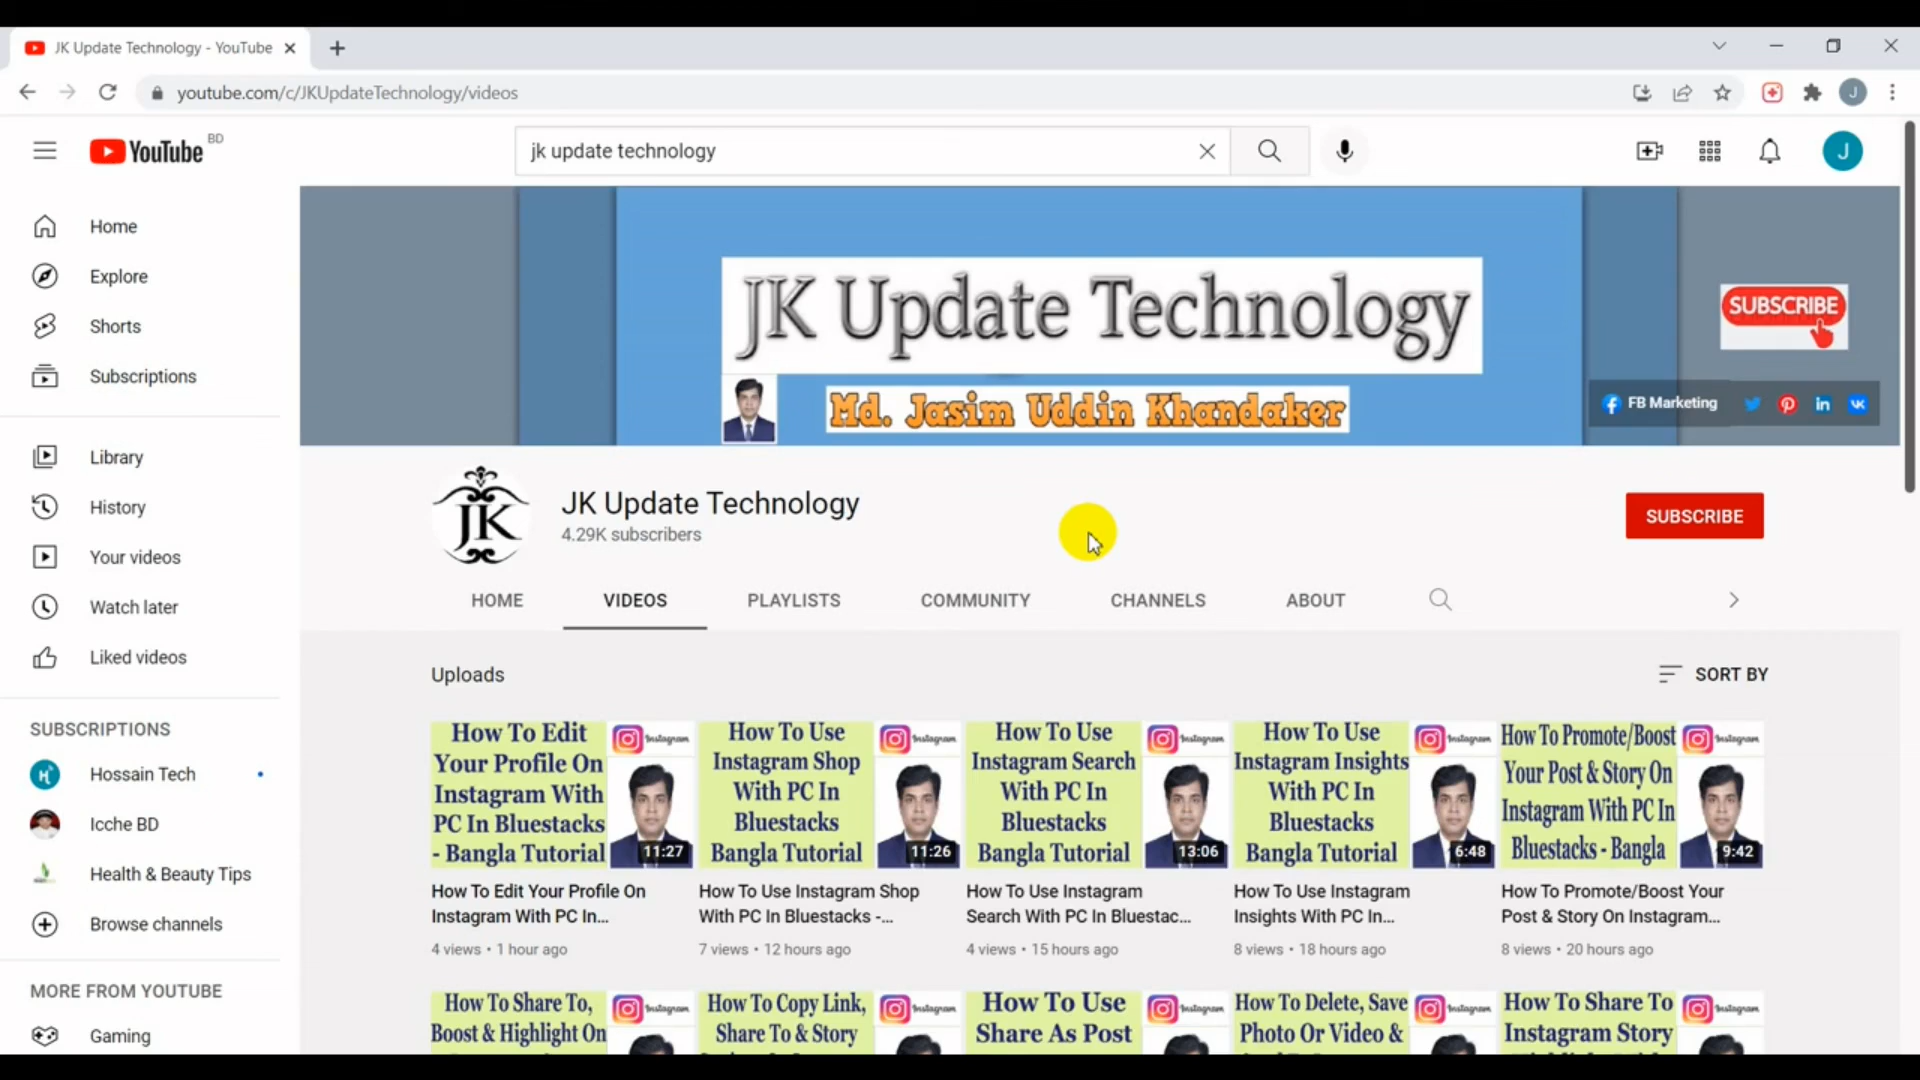 JK Update Technology - YouTube
youtube.com/c/JKUpdateTechnology/videos
J
YouTube BD
jk update technology
J
Home
Explore
Shorts
Subscriptions
Library
History
Your videos
Watch later
Liked videos
SUBSCRIPTIONS
Hossain Tech
Icche BD
Health & Beauty Tips
Browse channels
MORE FROM YOUTUBE
Gaming
JK Update Technology
Md. Jasim Uddin Khandaker
SUBSCRIBE
FB Marketing
JK
JK Update Technology
4.29K subscribers
SUBSCRIBE
HOME VIDEOS PLAYLISTS COMMUNITY CHANNELS ABOUT
Uploads
SORT BY
How To Edit
Your Profile On
Instagram With
PC In Bluestacks
- Bangla Tutorial
Instagram
11:27
How To Edit Your Profile On
Instagram With PC In...
4 views • 1 hour ago
How To Use
Instagram Shop
With PC In
Bluestacks
Bangla Tutorial
Instagram
11:26
How To Use Instagram Shop
With PC In Bluestacks -...
7 views • 12 hours ago
How To Use
Instagram Search
With PC In
Bluestacks
Bangla Tutorial
Instagram
13:06
How To Use Instagram
Search With PC In Bluestac...
4 views • 15 hours ago
How To Use
Instagram Insights
With PC In
Bluestacks
Bangla Tutorial
Instagram
6:48
How To Use Instagram
Insights With PC In...
8 views • 18 hours ago
How To Promote/Boost
Your Post & Story On
Instagram With PC In
Bluestacks - Bangla
Instagram
9:42
How To Promote/Boost Your
Post & Story On Instagram...
8 views • 20 hours ago
How To Share To,
Boost & Highlight On
Instagram
How To Copy Link,
Share To & Story
Instagram
How To Use
Share As Post
Instagram
How To Delete, Save
Photo Or Video &
Instagram
How To Share To
Instagram Story
Instagram